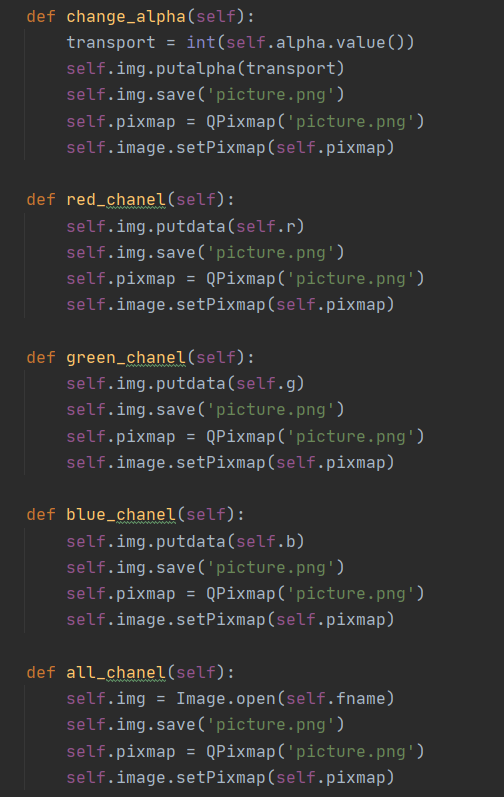 def change_alpha(self):
    transport = int(self.alpha.value())
    self.img.putalpha(transport)
    self.img.save('picture.png')
    self.pixmap = QPixmap('picture.png')
    self.image.setPixmap(self.pixmap)

def red_chanel(self):
    self.img.putdata(self.r)
    self.img.save('picture.png')
    self.pixmap = QPixmap('picture.png')
    self.image.setPixmap(self.pixmap)

def green_chanel(self):
    self.img.putdata(self.g)
    self.img.save('picture.png')
    self.pixmap = QPixmap('picture.png')
    self.image.setPixmap(self.pixmap)

def blue_chanel(self):
    self.img.putdata(self.b)
    self.img.save('picture.png')
    self.pixmap = QPixmap('picture.png')
    self.image.setPixmap(self.pixmap)

def all_chanel(self):
    self.img = Image.open(self.fname)
    self.img.save('picture.png')
    self.pixmap = QPixmap('picture.png')
    self.image.setPixmap(self.pixmap)